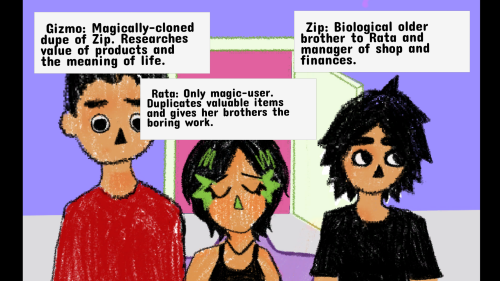 Gizmo: Magically-cloned
dupe of Zip. Researches
value of products and
the meaning of life.
Zip: Biological older
brother to Rata and
manager of shop and
finances.
Rata: Only magic-user.
Duplicates valuable items
and gives her brothers the
boring work.